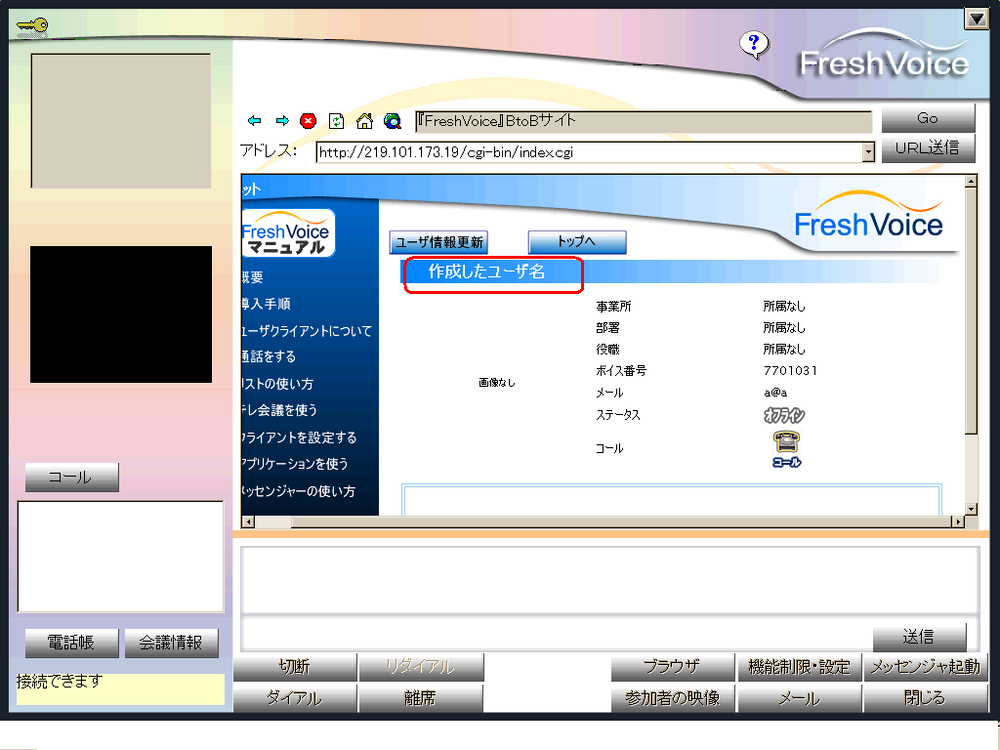 ?
FreshVoice
『FreshVoice』BtoBサイト
Go
アドレス:
http://219.101.173.19/cgi-bin/index.cgi
URL送信
ット
FreshVoice
FreshVoice
マニュアル
ユーザ情報更新
トップへ
作成したユーザ名
概要
導入手順
ユーザクライアントについて
通話をする
リストの使い方
テレ会議を使う
クライアントを設定する
アプリケーションを使う
メッセンジャーの使い方
画像なし
事業所 所属なし
部署 所属なし
役職 所属なし
ボイス番号 7701031
メール a@a
ステータス オフライン
コール コール
コール
電話帳
会議情報
接続できます
送信
切断
リダイアル
ブラウザ
機能制限・設定
メッセンジャ起動
ダイアル
離席
参加者の映像
メール
閉じる